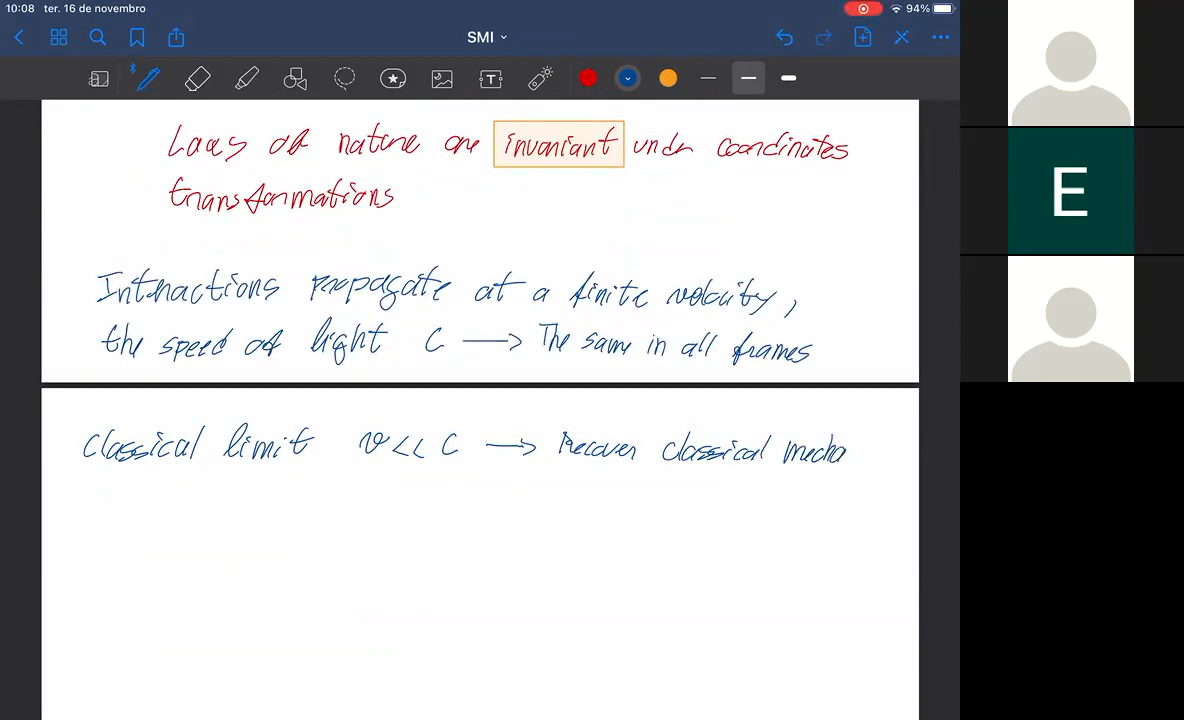 10:08 ter. 16 de novembro
94%
SMI
T
Laws of nature are invariant under coordinates
transformations
Interactions propagate at a finite velocity,
the speed of light C → The same in all frames
E
Classical limit v << C → Recover classical mecha